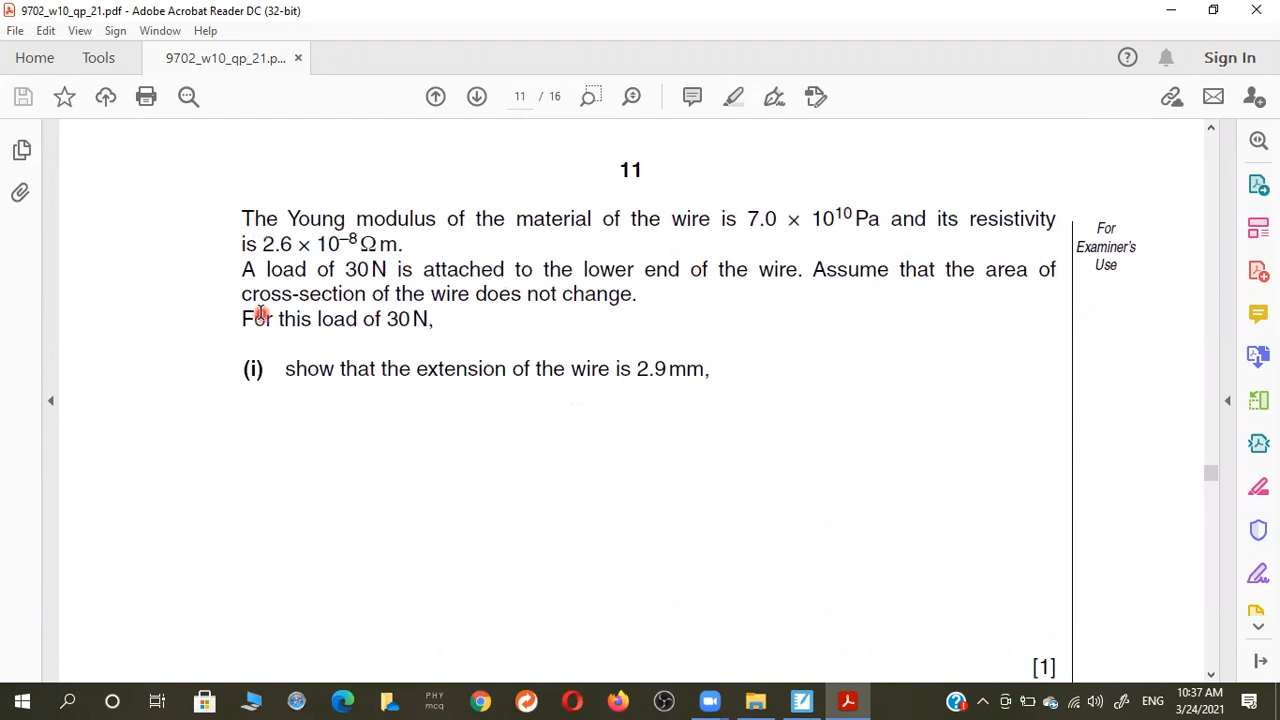 9702_w10_qp_21.pdf - Adobe Acrobat Reader DC (32-bit)
File Edit View Sign Window Help
Home Tools 9702_w10_qp_21.p... × Sign In
11 / 16
11
The Young modulus of the material of the wire is 7.0 × 10¹⁰ Pa and its resistivity
is 2.6 × 10⁻⁸ Ω m.
A load of 30 N is attached to the lower end of the wire. Assume that the area of
cross-section of the wire does not change.
For this load of 30 N,
(i) show that the extension of the wire is 2.9 mm,
[1]
For
Examiner's
Use
PHY
mcq
ENG
10:37 AM
3/24/2021